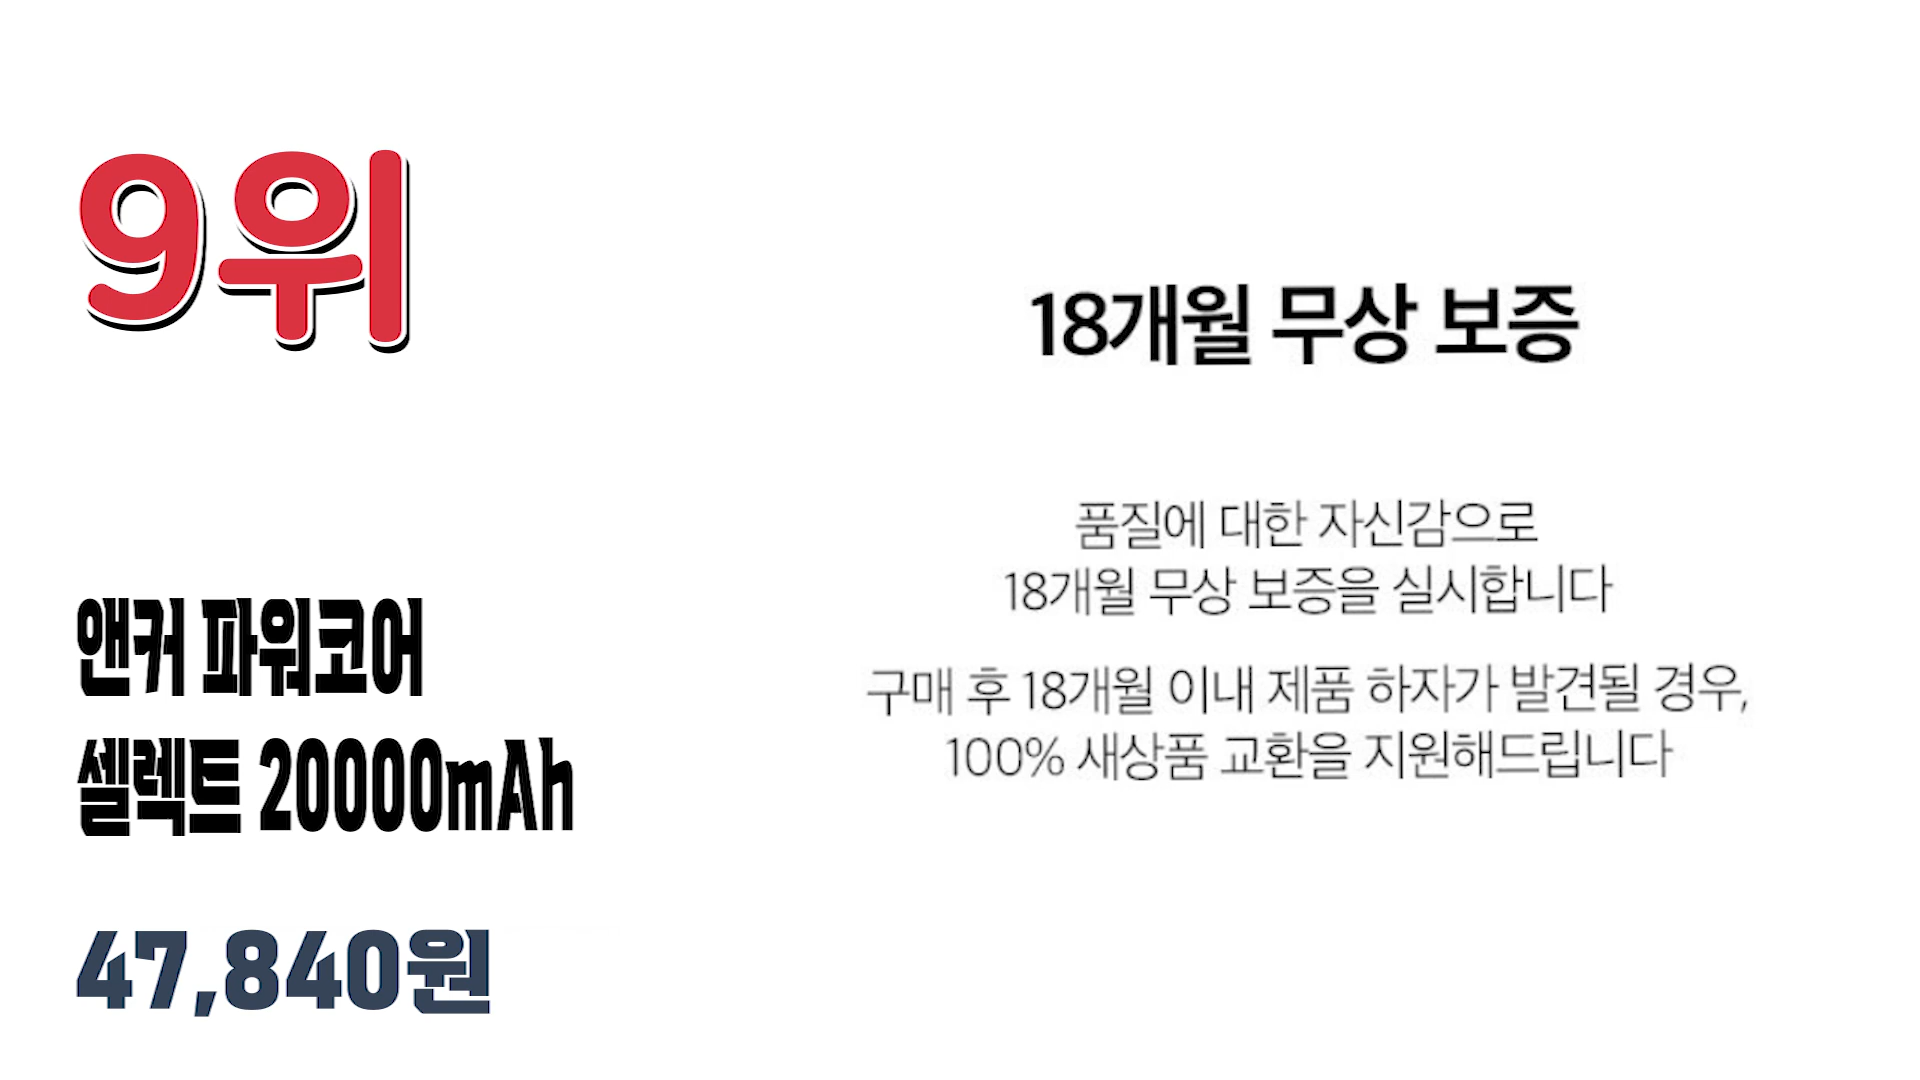 9위
앤커 파워코어
셀렉트 20000mAh
47,840원
18개월 무상 보증
품질에 대한 자신감으로
18개월 무상 보증을 실시합니다
구매 후 18개월 이내 제품 하자가 발견될 경우,
100% 새상품 교환을 지원해드립니다